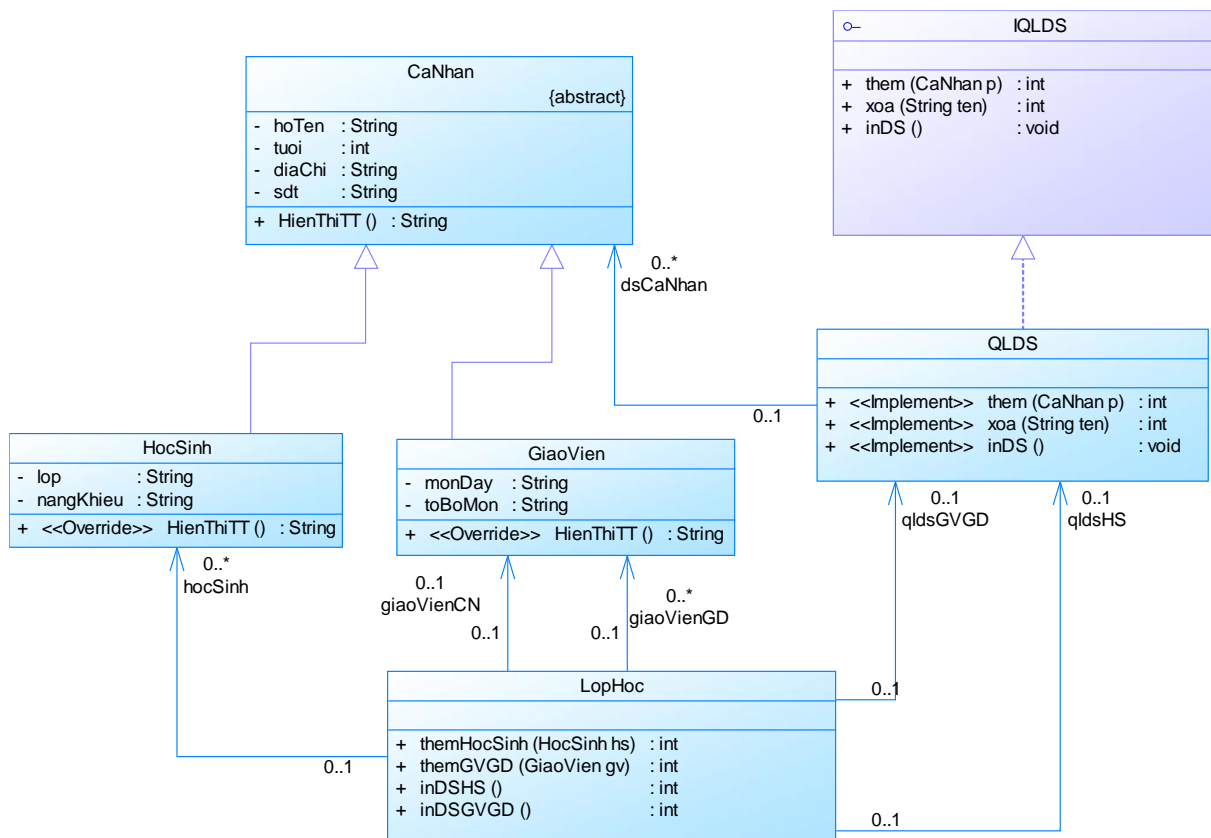 IQLDS
+ them (CaNhan p) : int
+ xoa (String ten) : int
+ inDS () : void
CaNhan
{abstract}
- hoTen : String
- tuoi : int
- diaChi : String
- sdt : String
+ HienThiTT () : String
0..*
dsCaNhan
QLDS
+ <<Implement>> them (CaNhan p) : int
+ <<Implement>> xoa (String ten) : int
+ <<Implement>> inDS () : void
0..1
HocSinh
- lop : String
- nangKhieu : String
+ <<Override>> HienThiTT () : String
GiaoVien
- monDay : String
- toBoMon : String
+ <<Override>> HienThiTT () : String
0..1
qldsGVGD
0..1
qldsHS
0..*
hocSinh
0..1
giaoVienCN
0..1
0..*
giaoVienGD
0..1
LopHoc
+ themHocSinh (HocSinh hs) : int
+ themGVGD (GiaoVien gv) : int
+ inDSHS () : int
+ inDSGVGD () : int
0..1
0..1
0..1